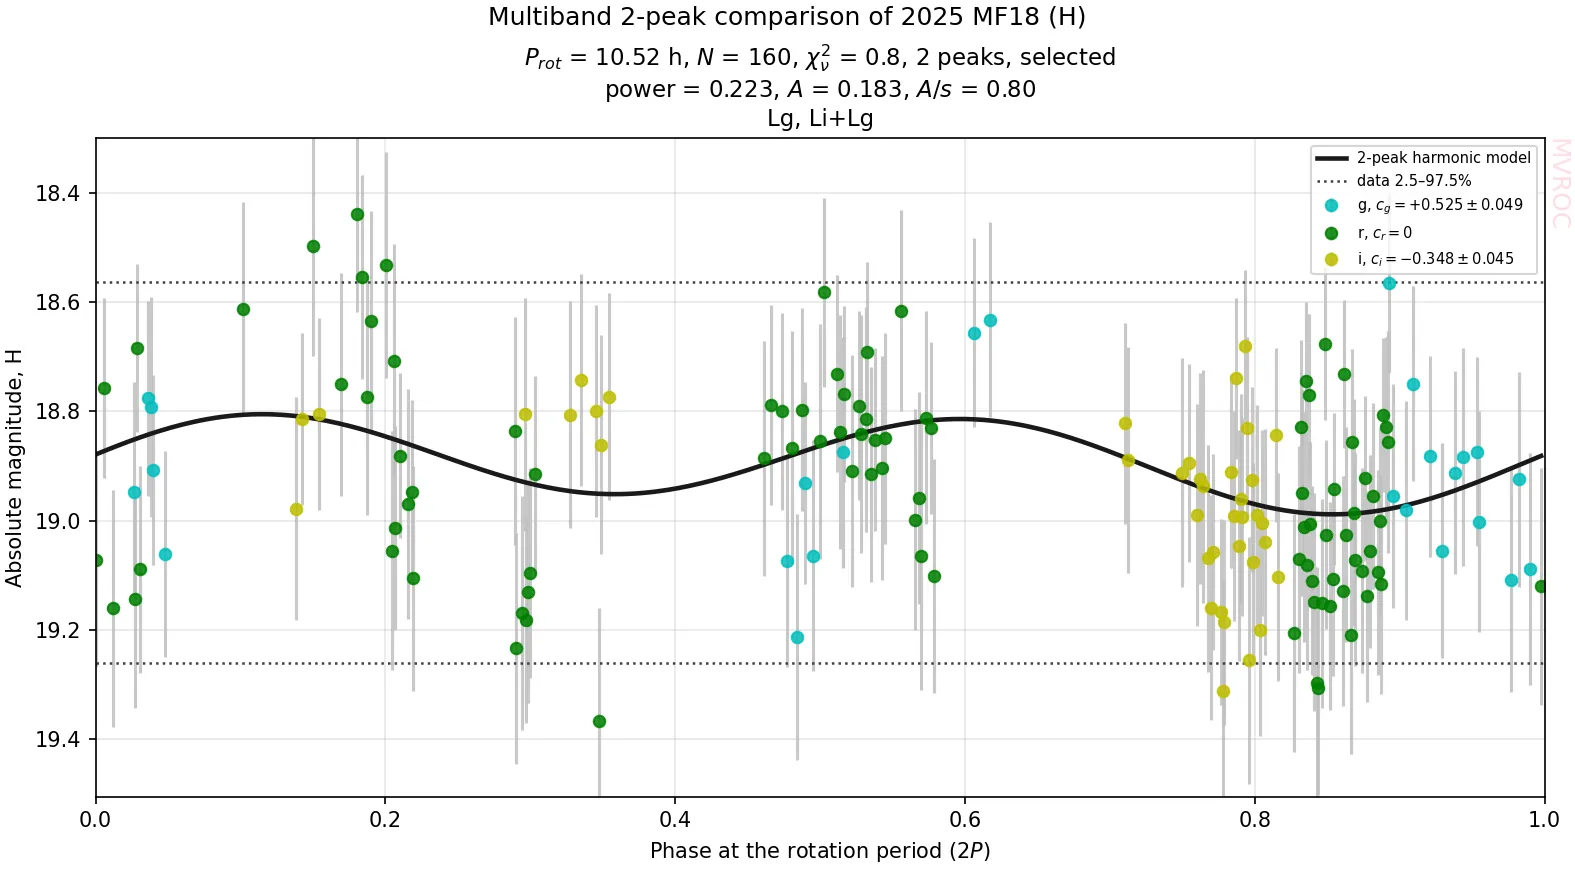 Multiband 2-peak comparison of 2025 MF18 (H)
P_rot = 10.52 h, N = 160, χ²_ν = 0.8, 2 peaks, selected
power = 0.223, A = 0.183, A/s = 0.80
Lg, Li+Lg
MVROC
2-peak harmonic model
data 2.5–97.5%
g, c_g = +0.525 ± 0.049
r, c_r = 0
i, c_i = −0.348 ± 0.045
Absolute magnitude, H
18.4
18.6
18.8
19.0
19.2
19.4
0.0
0.2
0.4
0.6
0.8
1.0
Phase at the rotation period (2P)